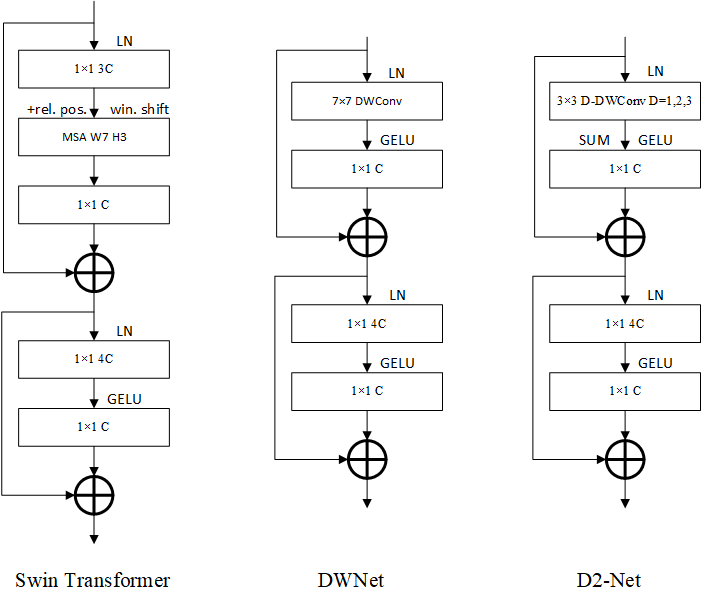 LN
1×1 3C
+rel. pos. win. shift
MSA W7 H3
1×1 C
LN
1×1 4C
GELU
1×1 C
Swin Transformer
LN
7×7 DWConv
GELU
1×1 C
LN
1×1 4C
GELU
1×1 C
DWNet
LN
3×3 D-DWConv D=1,2,3
SUM GELU
1×1 C
LN
1×1 4C
GELU
1×1 C
D2-Net